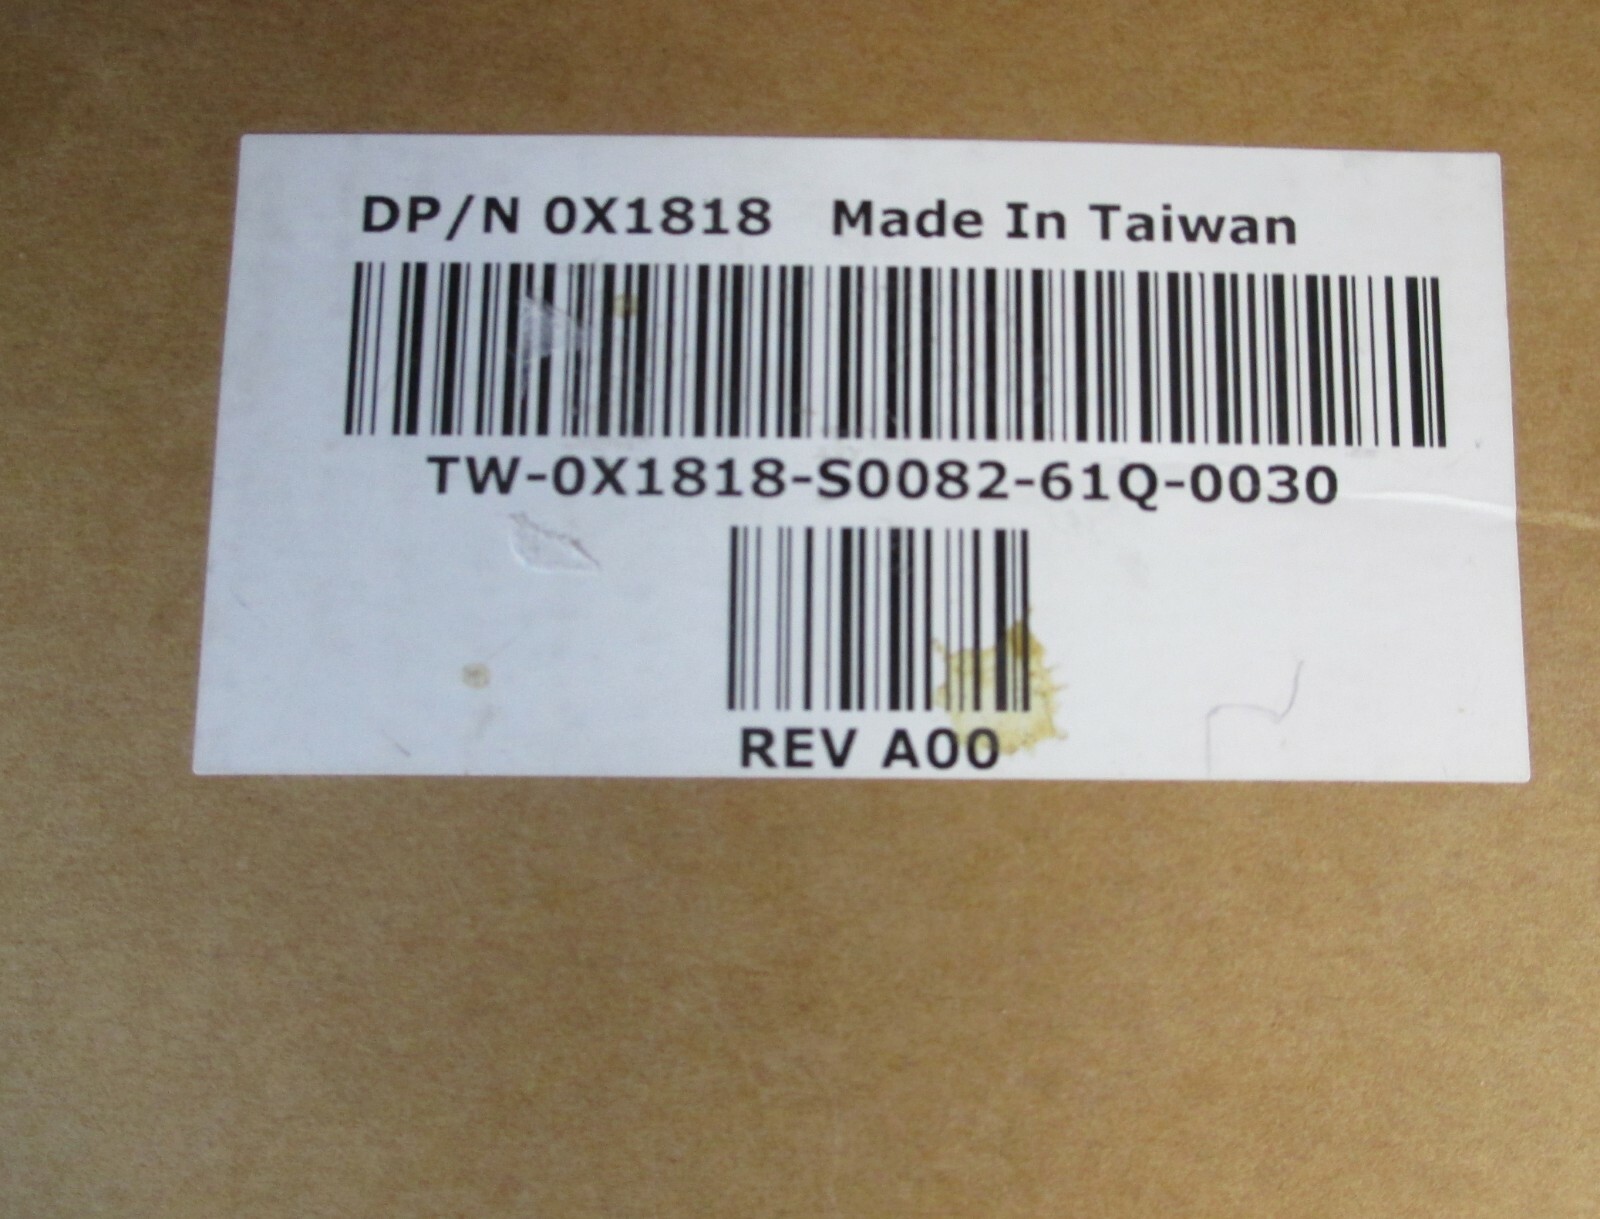 DP/N 0X1818 Made In Taiwan
TW-0X1818-S0082-61Q-0030
REV A00